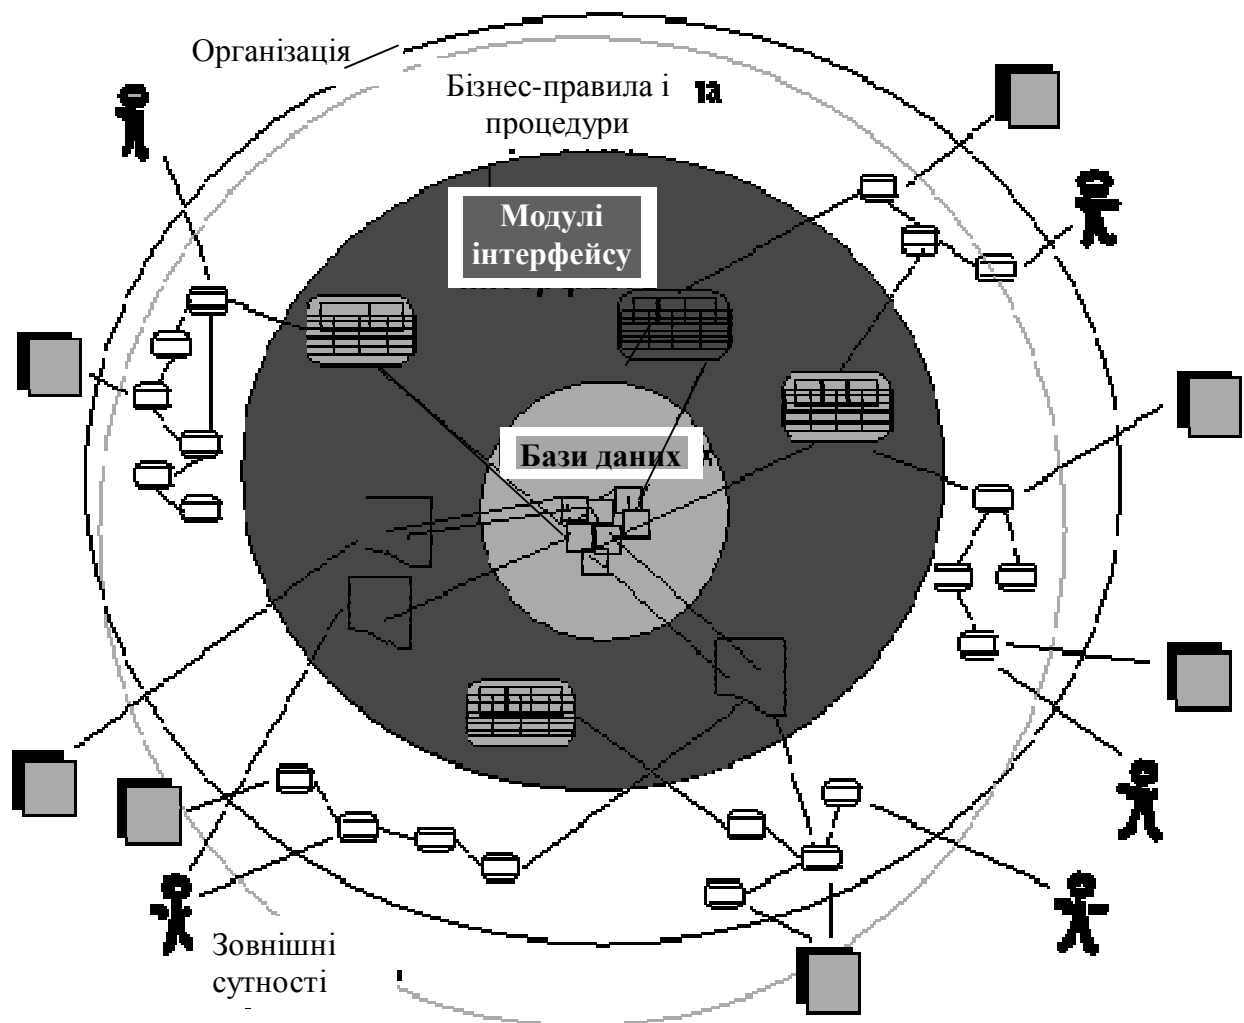 Організація
Бізнес-правила і
процедури
Модулі
інтерфейсу
Бази даних
Зовнішні
сутності